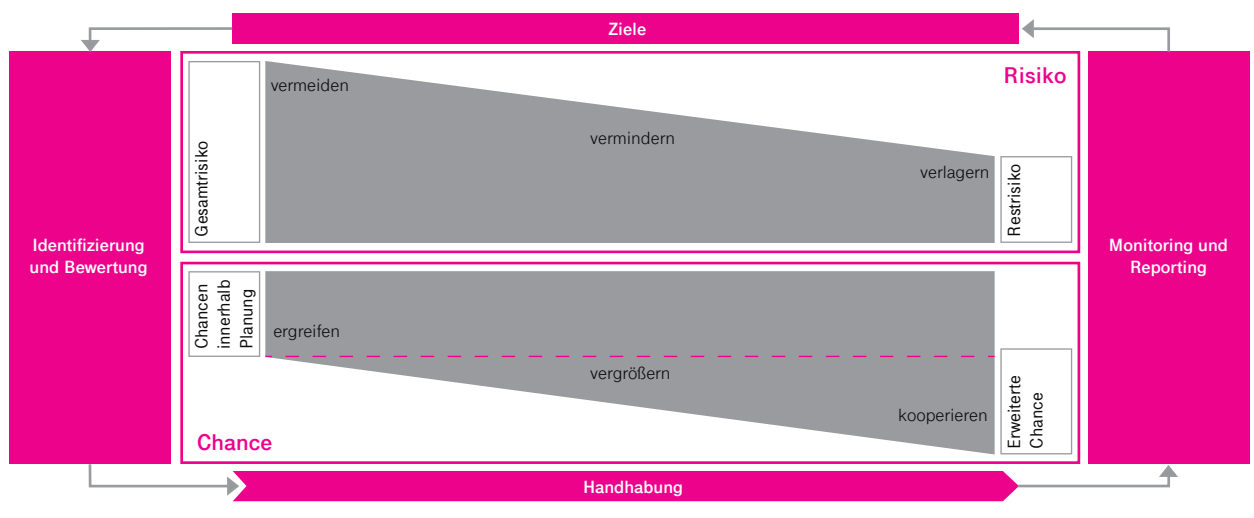 Ziele
Identifizierung
und Bewertung
Risiko
Gesamtrisiko
vermeiden
vermindern
verlagern
Restrisiko
Chancen
innerhalb
Planung
ergreifen
vergrößern
kooperieren
Erweiterte
Chance
Chance
Monitoring und
Reporting
Handhabung